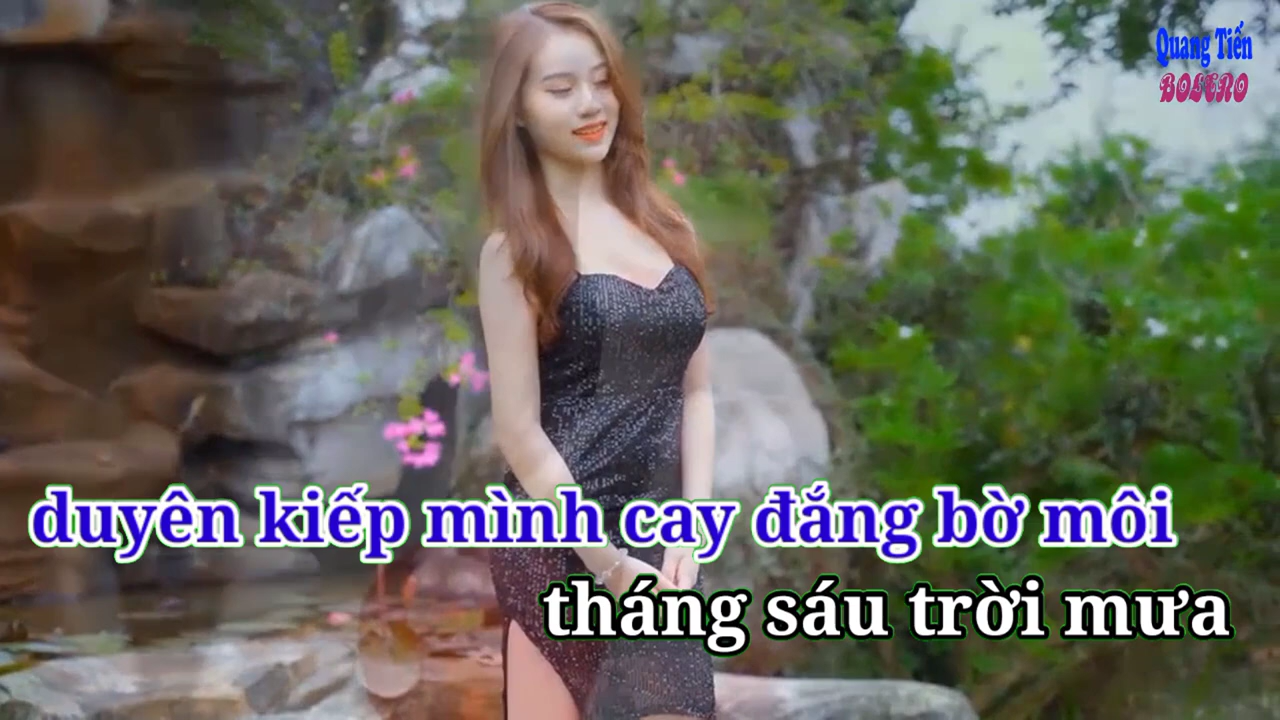 Quang Tiến
BOLERO
duyên kiếp mình cay đắng bờ môi
tháng sáu trời mưa